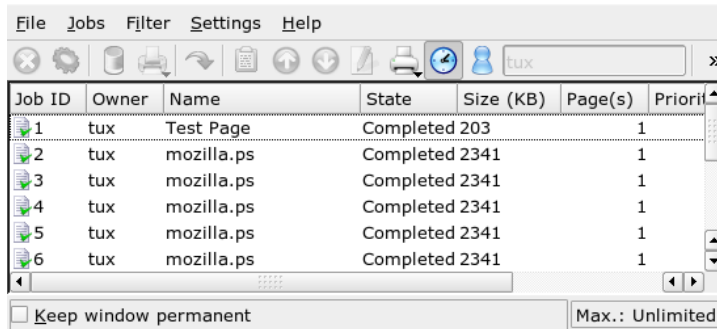 File Jobs Filter Settings Help
tux »
Job ID Owner Name State Size (KB) Page(s) Priorit
1 tux Test Page Completed 203 1
2 tux mozilla.ps Completed 2341 1
3 tux mozilla.ps Completed 2341 1
4 tux mozilla.ps Completed 2341 1
5 tux mozilla.ps Completed 2341 1
6 tux mozilla.ps Completed 2341 1
Keep window permanent Max.: Unlimited